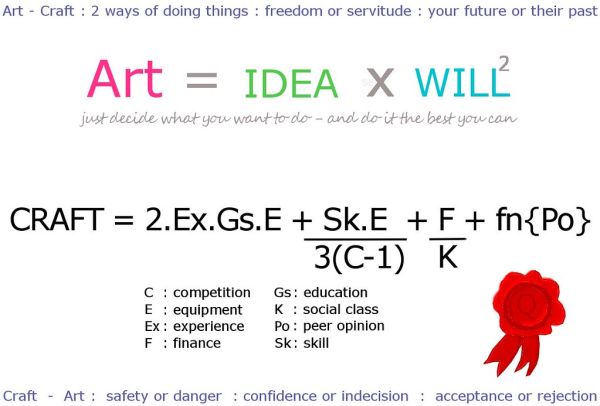 Art - Craft : 2 ways of doing things : freedom or servitude : your future or their past
Art = IDEA x WILL²
just decide what you want to do - and do it the best you can
CRAFT = 2.Ex.Gs.E + Sk.E + F + fn{Po}
3(C-1) K
C : competition Gs : education
E : equipment K : social class
Ex : experience Po : peer opinion
F : finance Sk : skill
Q
Craft - Art : safety or danger : confidence or indecision : acceptance or rejection